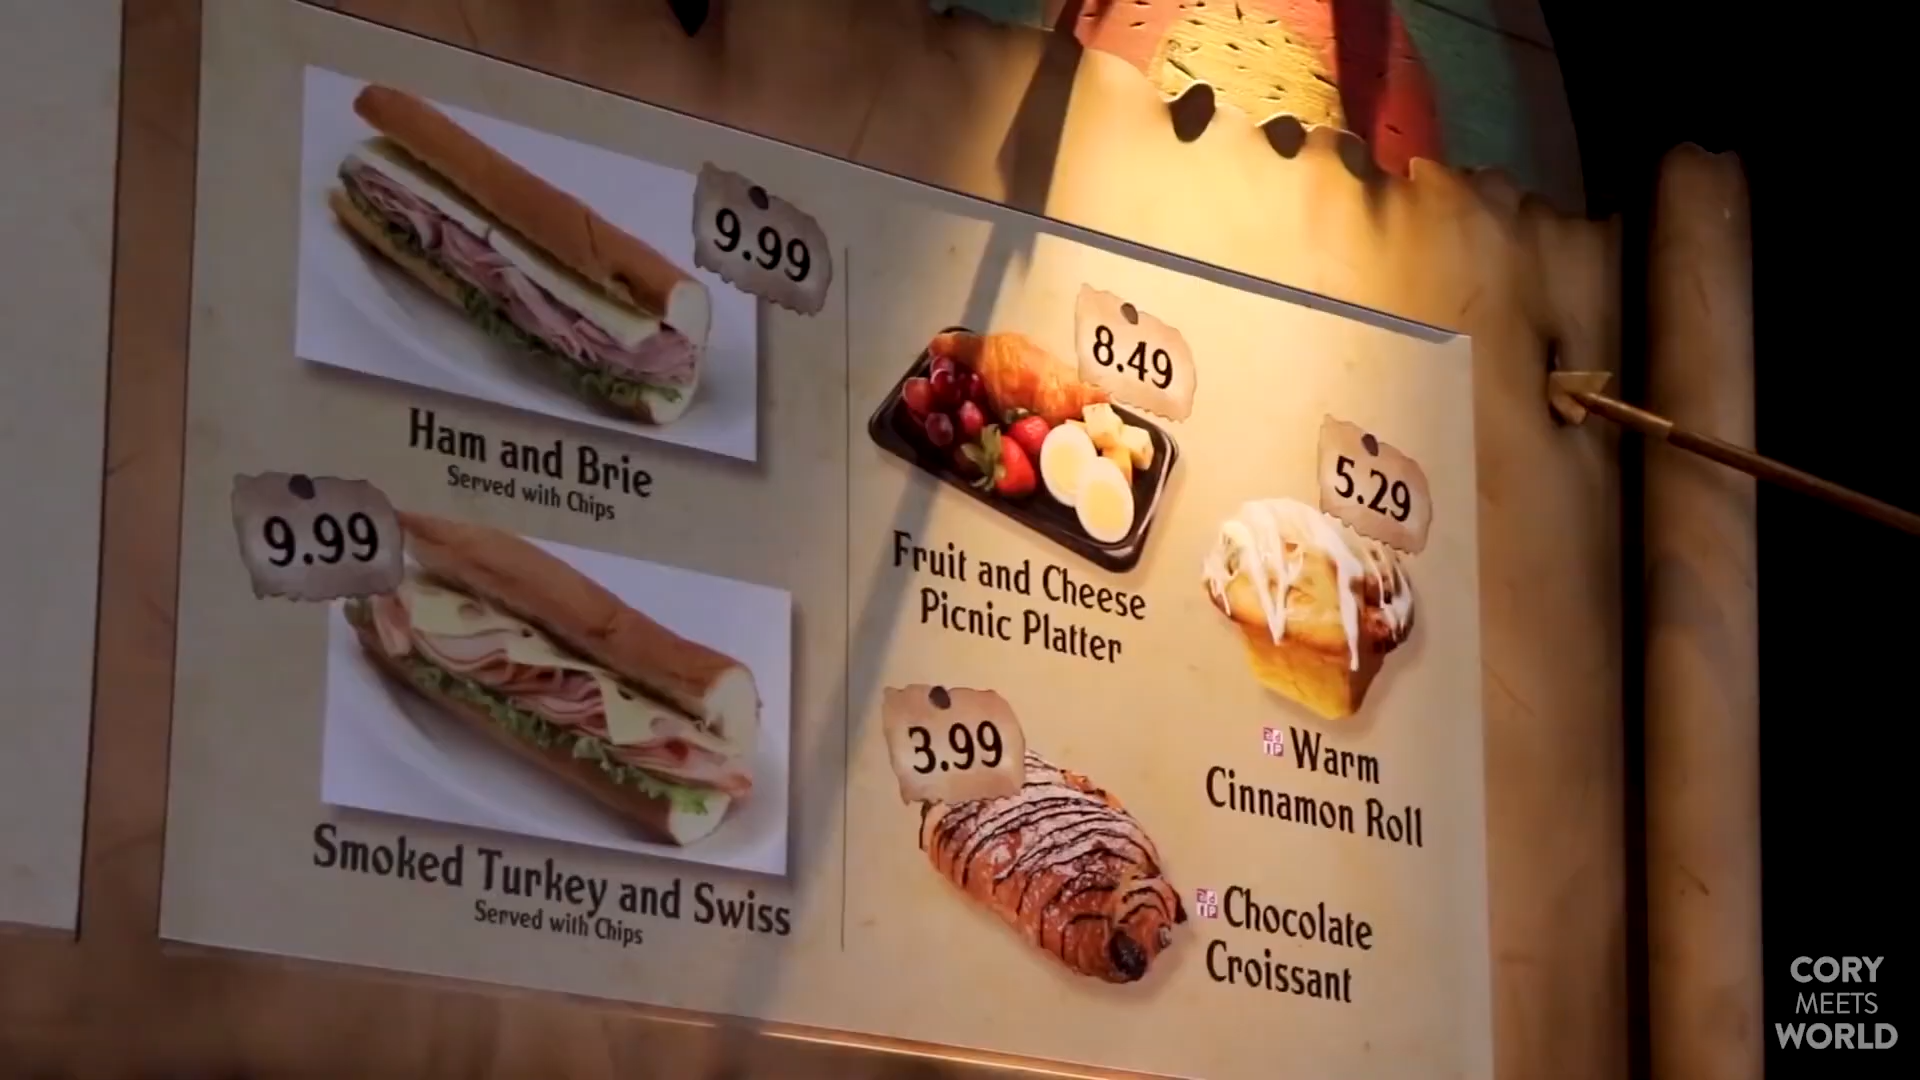 9.99
Ham and Brie
Served with Chips
9.99
Smoked Turkey and Swiss
Served with Chips
8.49
Fruit and Cheese
Picnic Platter
5.29
Warm
Cinnamon Roll
3.99
Chocolate
Croissant
CORY
MEETS
WORLD